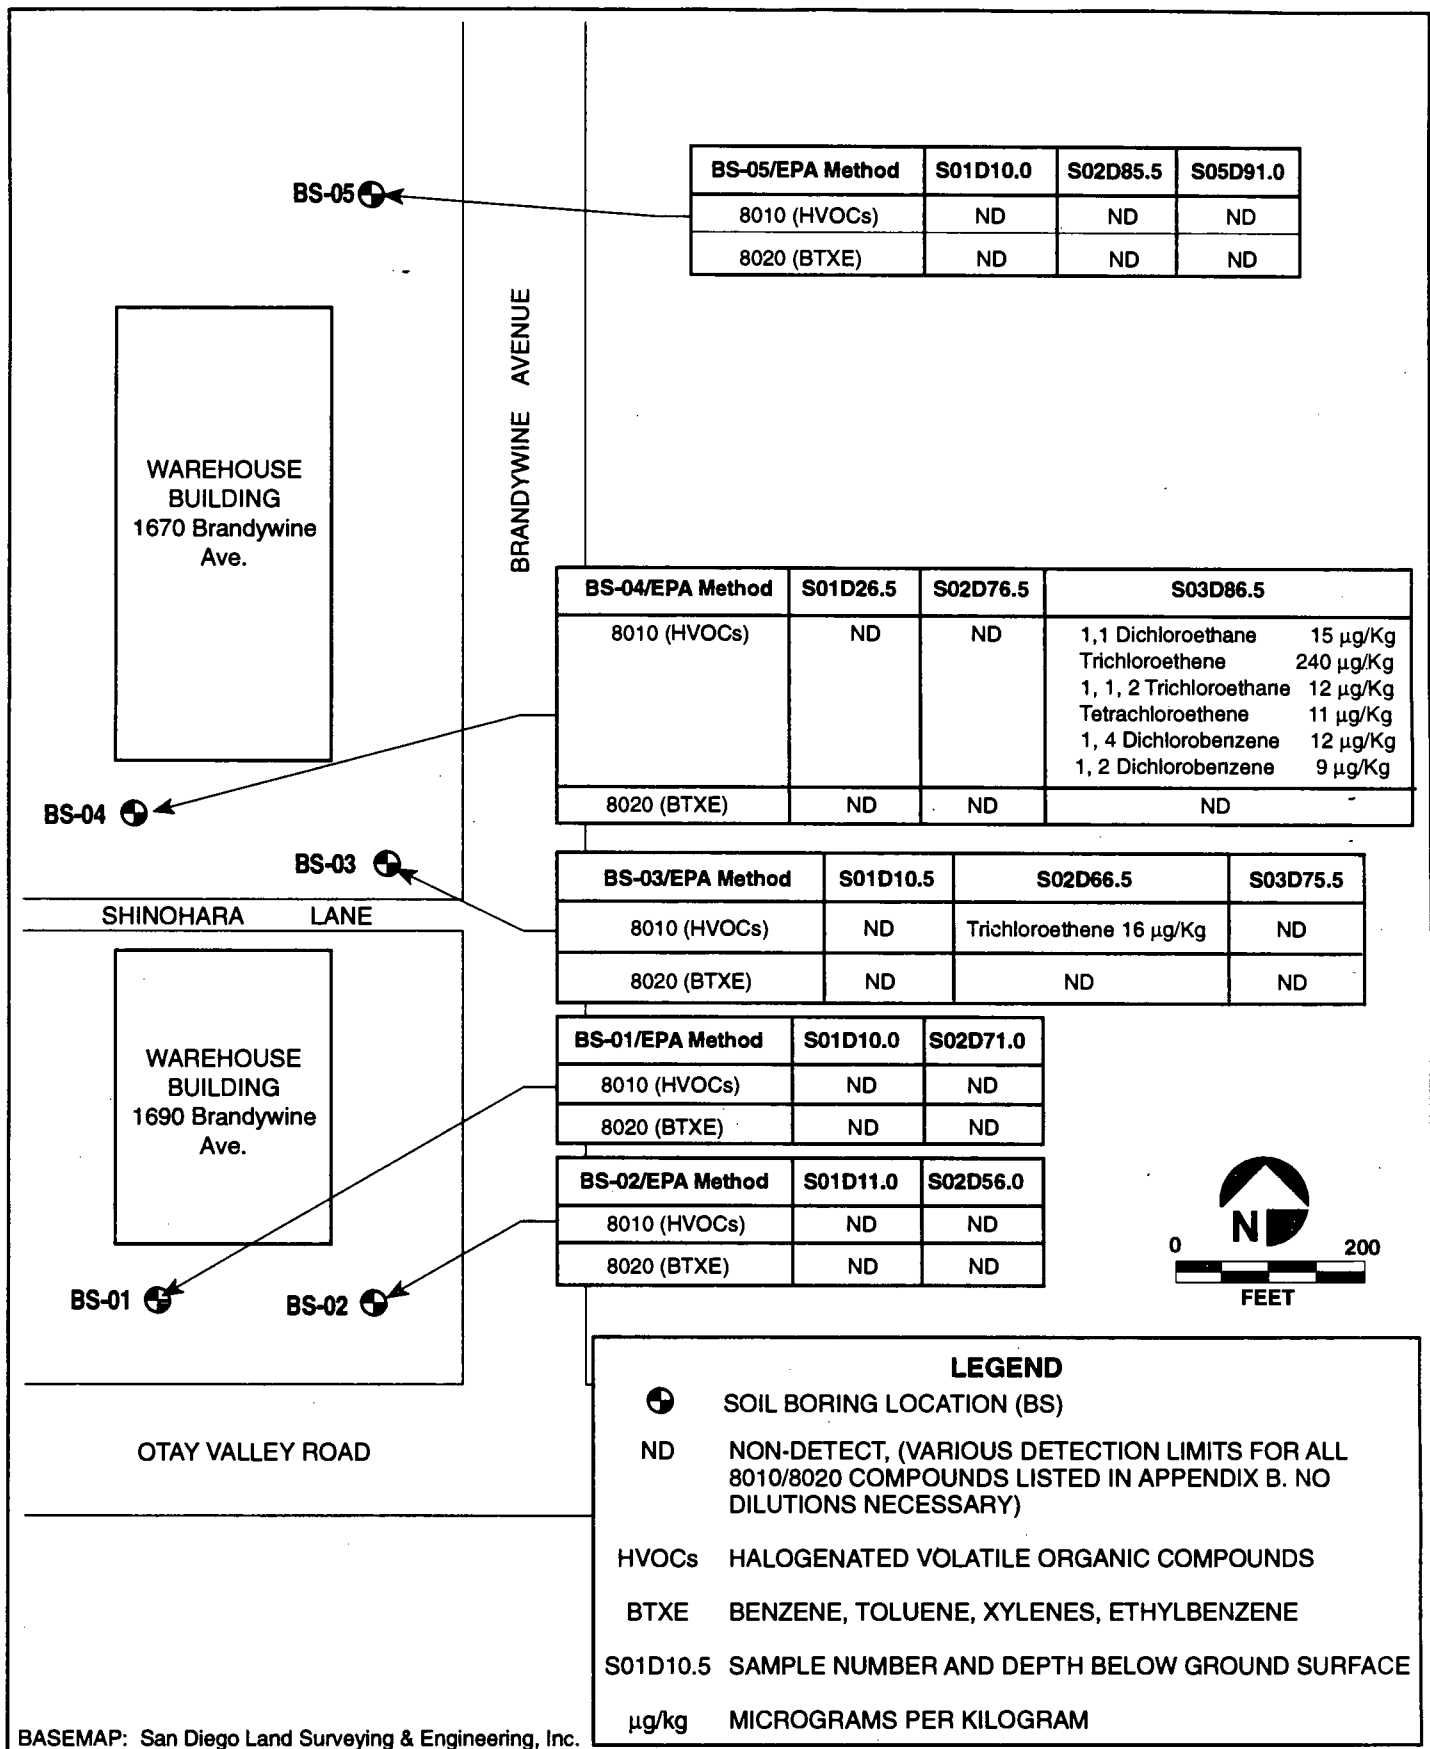 BS-05
BS-05/EPA Method S01D10.0 S02D85.5 S05D91.0
8010 (HVOCs) ND ND ND
8020 (BTXE) ND ND ND
BRANDYWINE AVENUE
WAREHOUSE
BUILDING
1670 Brandywine
Ave.
BS-04/EPA Method S01D26.5 S02D76.5 S03D86.5
8010 (HVOCs) ND ND 1,1 Dichloroethane 15 µg/Kg
Trichloroethene 240 µg/Kg
1, 1, 2 Trichloroethane 12 µg/Kg
Tetrachloroethene 11 µg/Kg
1, 4 Dichlorobenzene 12 µg/Kg
1, 2 Dichlorobenzene 9 µg/Kg
8020 (BTXE) ND ND ND
BS-04
BS-03
BS-03/EPA Method S01D10.5 S02D66.5 S03D75.5
8010 (HVOCs) ND Trichloroethene 16 µg/Kg ND
8020 (BTXE) ND ND ND
SHINOHARA LANE
WAREHOUSE
BUILDING
1690 Brandywine
Ave.
BS-01/EPA Method S01D10.0 S02D71.0
8010 (HVOCs) ND ND
8020 (BTXE) ND ND
BS-02/EPA Method S01D11.0 S02D56.0
8010 (HVOCs) ND ND
8020 (BTXE) ND ND
BS-01
BS-02
N
0 200
FEET
OTAY VALLEY ROAD
LEGEND
SOIL BORING LOCATION (BS)
ND NON-DETECT, (VARIOUS DETECTION LIMITS FOR ALL
8010/8020 COMPOUNDS LISTED IN APPENDIX B. NO
DILUTIONS NECESSARY)
HVOCs HALOGENATED VOLATILE ORGANIC COMPOUNDS
BTXE BENZENE, TOLUENE, XYLENES, ETHYLBENZENE
S01D10.5 SAMPLE NUMBER AND DEPTH BELOW GROUND SURFACE
µg/kg MICROGRAMS PER KILOGRAM
BASEMAP: San Diego Land Surveying & Engineering, Inc.